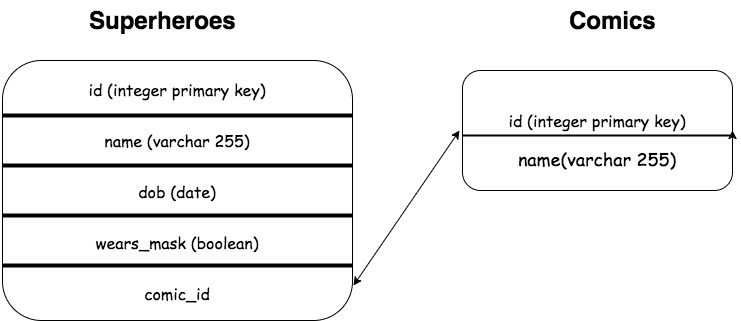 Superheroes
id (integer primary key)
name (varchar 255)
dob (date)
wears_mask (boolean)
comic_id
Comics
id (integer primary key)
name(varchar 255)